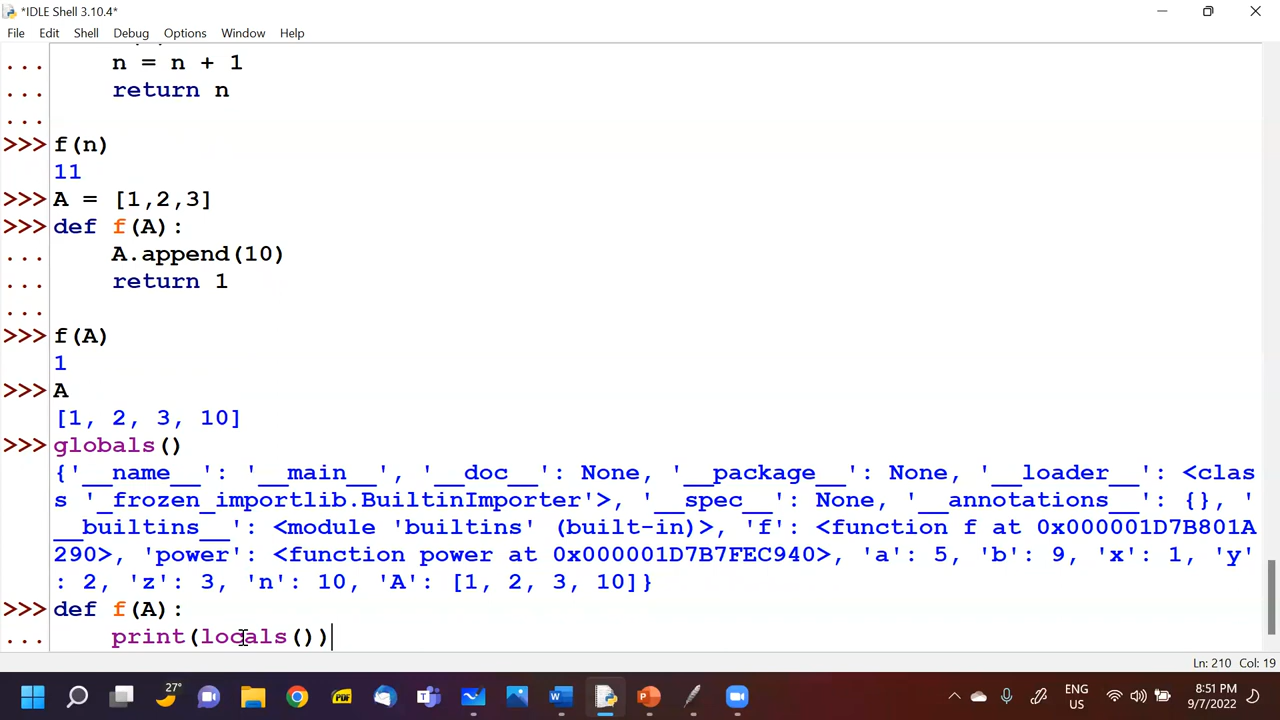 *IDLE Shell 3.10.4*
File Edit Shell Debug Options Window Help
... n = n + 1
... return n
...
>>> f(n)
11
>>> A = [1,2,3]
>>> def f(A):
... A.append(10)
... return 1
...
>>> f(A)
1
>>> A
[1, 2, 3, 10]
>>> globals()
{'__name__': '__main__', '__doc__': None, '__package__': None, '__loader__': <clas
s '_frozen_importlib.BuiltinImporter'>, '__spec__': None, '__annotations__': {}, '
__builtins__': <module 'builtins' (built-in)>, 'f': <function f at 0x000001D7B801A
290>, 'power': <function power at 0x000001D7B7FEC940>, 'a': 5, 'b': 9, 'x': 1, 'y'
: 2, 'z': 3, 'n': 10, 'A': [1, 2, 3, 10]}
>>> def f(A):
... print(locals())
Ln: 210 Col: 19
27°
PDF
ENG
US
8:51 PM
9/7/2022